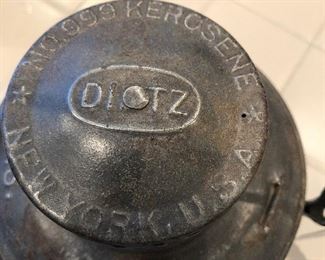 ★ NO. 999 KEROSENE ★
DIETZ
NEW YORK, U.S.A